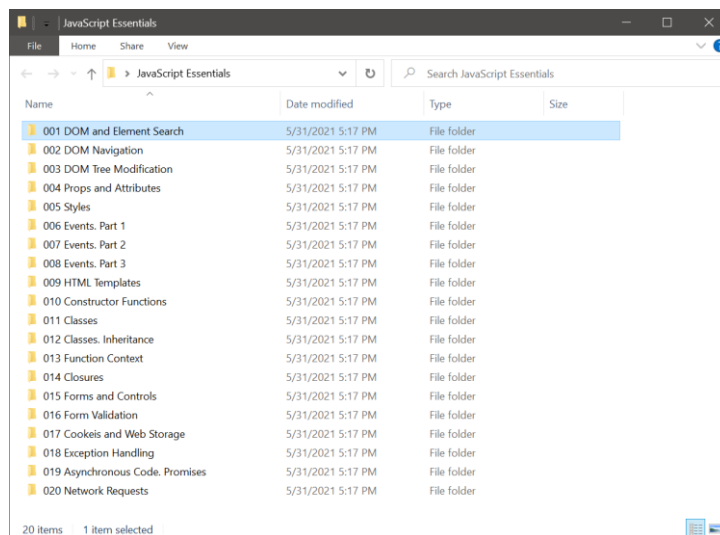 JavaScript Essentials
File Home Share View
JavaScript Essentials Search JavaScript Essentials
Name Date modified Type Size
001 DOM and Element Search 5/31/2021 5:17 PM File folder
002 DOM Navigation 5/31/2021 5:17 PM File folder
003 DOM Tree Modification 5/31/2021 5:17 PM File folder
004 Props and Attributes 5/31/2021 5:17 PM File folder
005 Styles 5/31/2021 5:17 PM File folder
006 Events. Part 1 5/31/2021 5:17 PM File folder
007 Events. Part 2 5/31/2021 5:17 PM File folder
008 Events. Part 3 5/31/2021 5:17 PM File folder
009 HTML Templates 5/31/2021 5:17 PM File folder
010 Constructor Functions 5/31/2021 5:17 PM File folder
011 Classes 5/31/2021 5:17 PM File folder
012 Classes. Inheritance 5/31/2021 5:17 PM File folder
013 Function Context 5/31/2021 5:17 PM File folder
014 Closures 5/31/2021 5:17 PM File folder
015 Forms and Controls 5/31/2021 5:17 PM File folder
016 Form Validation 5/31/2021 5:17 PM File folder
017 Cookeis and Web Storage 5/31/2021 5:17 PM File folder
018 Exception Handling 5/31/2021 5:17 PM File folder
019 Asynchronous Code. Promises 5/31/2021 5:17 PM File folder
020 Network Requests 5/31/2021 5:17 PM File folder
20 items 1 item selected